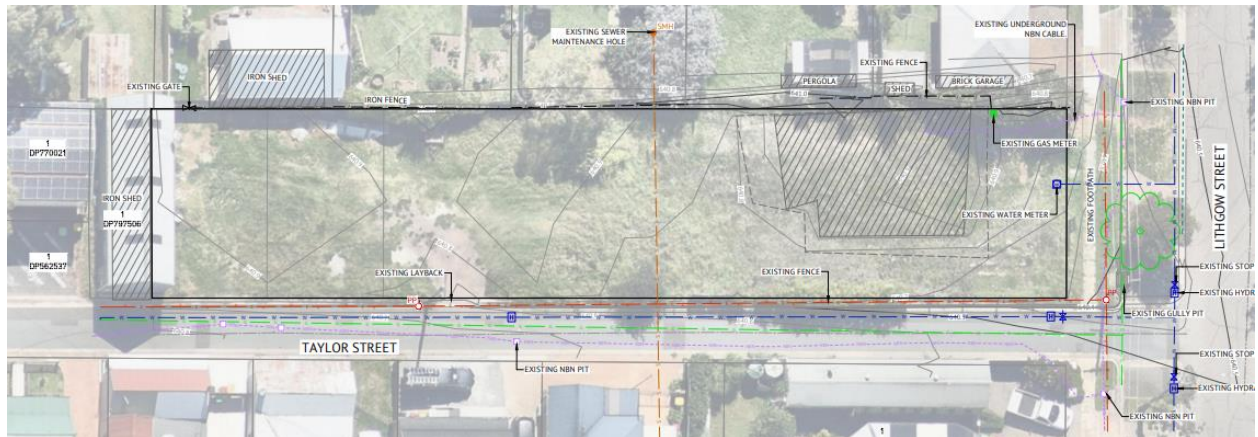 EXISTING SEWER
MAINTENANCE HOLE
SMH
EXISTING UNDERGROUND
NBN CABLE.
EXISTING FENCE
IRON SHED
EXISTING GATE
IRON FENCE
PERGOLA
SHED
BRICK GARAGE
EXISTING NBN PIT
EXISTING GAS METER
1
DP770021
IRON SHED
1
DP797506
1
DP562537
EXISTING WATER METER
EXISTING FOOTPATH
LITHGOW STREET
EXISTING LAYBACK
EXISTING FENCE
PP
PP
EXISTING STOP
H
EXISTING HYDR
EXISTING GULLY PIT
H
H
TAYLOR STREET
EXISTING NBN PIT
EXISTING STOP
H
EXISTING HYDRA
EXISTING NBN PIT
1